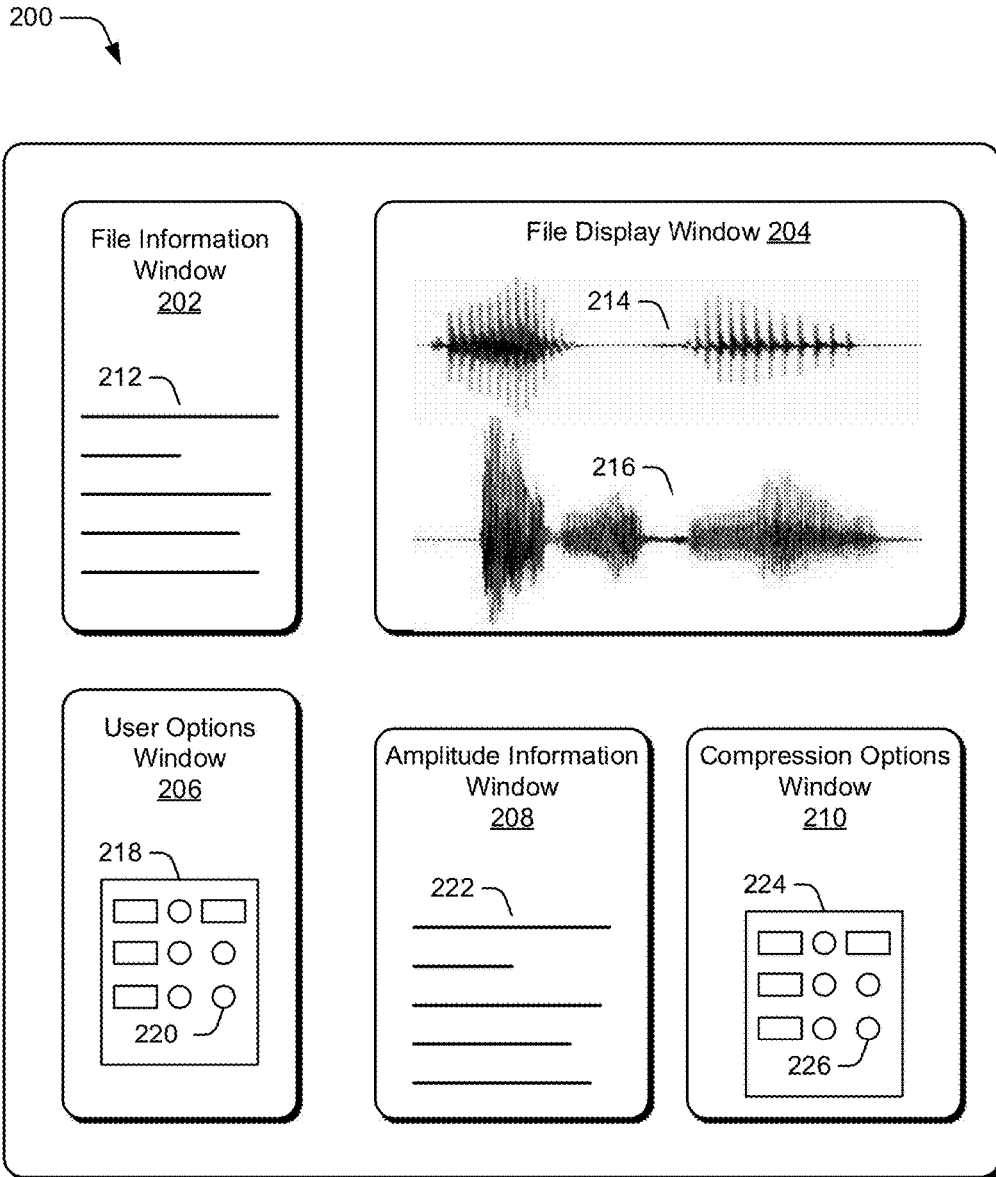 200
File Information
Window
202
212
File Display Window 204
214
216
User Options
Window
206
218
220
Amplitude Information
Window
208
222
Compression Options
Window
210
224
226